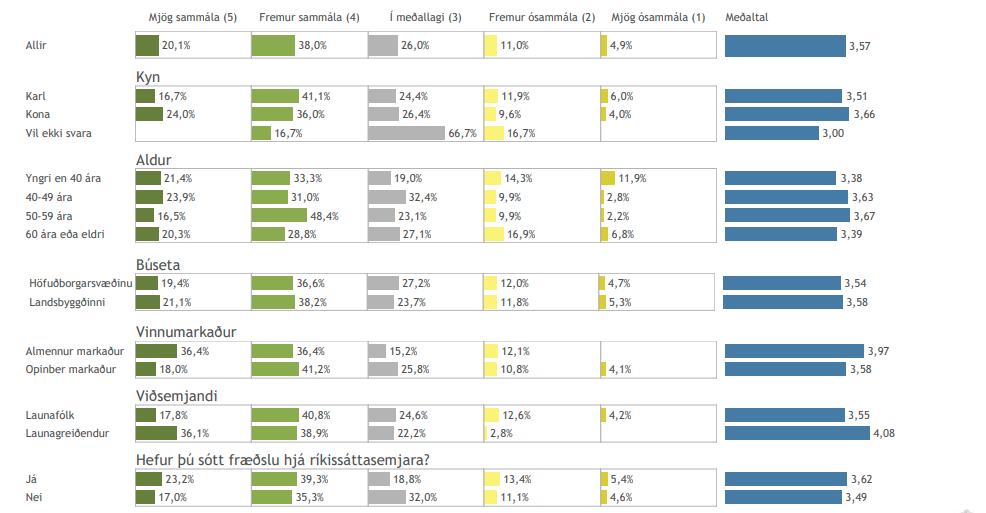 Mjög sammála (5) Fremur sammála (4) Í meðallagi (3) Fremur ósammála (2) Mjög ósammála (1) Meðaltal
Allir 20,1% 38,0% 26,0% 11,0% 4,9% 3,57
Kyn
Karl 16,7% 41,1% 24,4% 11,9% 6,0% 3,51
Kona 24,0% 36,0% 26,4% 9,6% 4,0% 3,66
Vil ekki svara 16,7% 66,7% 16,7% 3,00
Aldur
Yngri en 40 ára 21,4% 33,3% 19,0% 14,3% 11,9% 3,38
40-49 ára 23,9% 31,0% 32,4% 9,9% 2,8% 3,63
50-59 ára 16,5% 48,4% 23,1% 9,9% 2,2% 3,67
60 ára eða eldri 20,3% 28,8% 27,1% 16,9% 6,8% 3,39
Búseta
Höfuðborgarsvæðinu 19,4% 36,6% 27,2% 12,0% 4,7% 3,54
Landsbyggðinni 21,1% 38,2% 23,7% 11,8% 5,3% 3,58
Vinnumarkaður
Almennur markaður 36,4% 36,4% 15,2% 12,1% 3,97
Opinber markaður 18,0% 41,2% 25,8% 10,8% 4,1% 3,58
Viðsemjandi
Launafólk 17,8% 40,8% 24,6% 12,6% 4,2% 3,55
Launagreiðendur 36,1% 38,9% 22,2% 2,8% 4,08
Hefur þú sótt fræðslu hjá ríkissáttasemjara?
Já 23,2% 39,3% 18,8% 13,4% 5,4% 3,62
Nei 17,0% 35,3% 32,0% 11,1% 4,6% 3,49